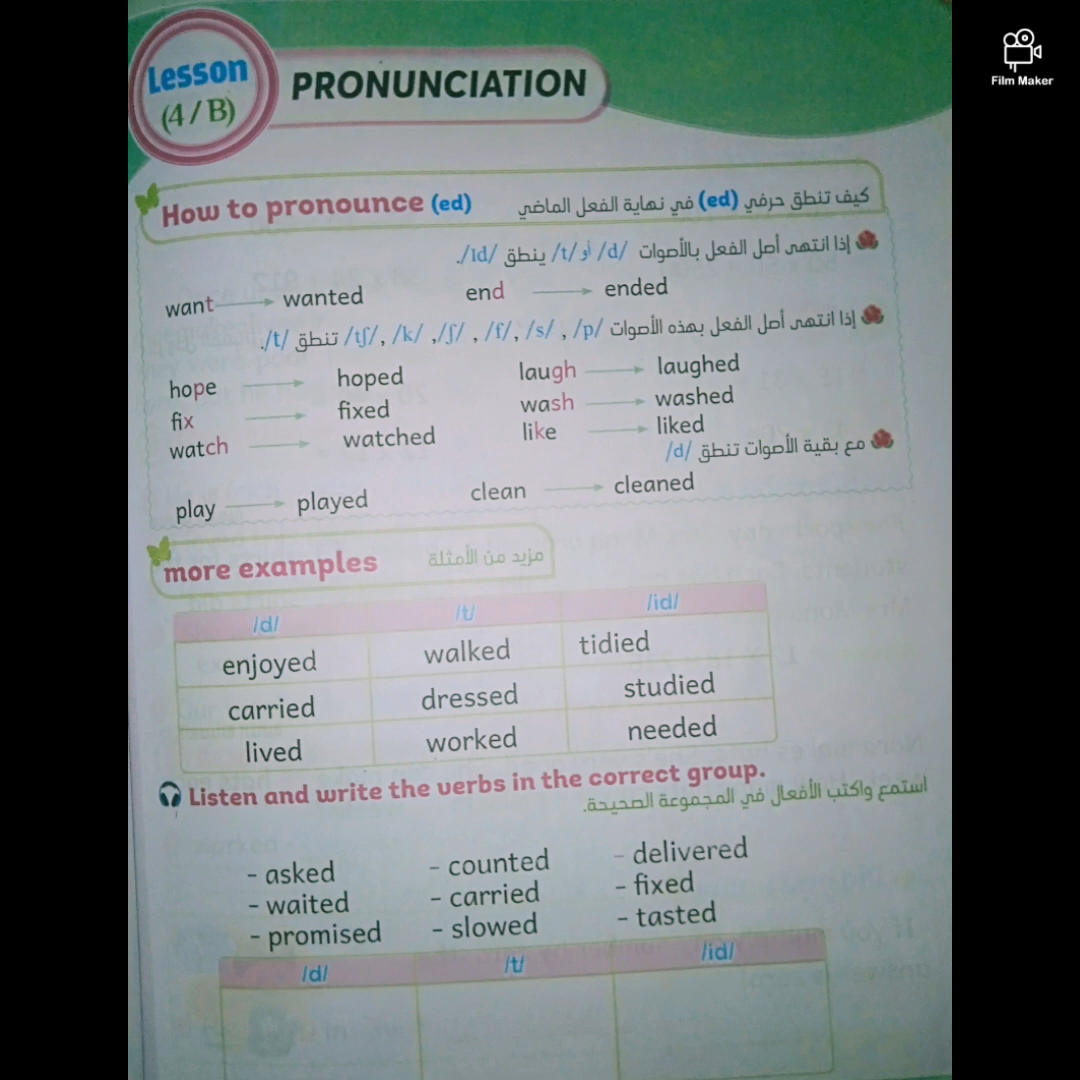 Lesson
(4/B)
PRONUNCIATION
Film Maker
How to pronounce (ed) كيف تنطق حرفي (ed) في نهاية الفعل الماضي
إذا انتهى أصل الفعل بالأصوات /d/ أو /t/ ينطق /ɪd/.
want wanted end ended
إذا انتهى أصل الفعل بهذه الأصوات /p/ , /s/ , /f/ , /ʃ/ , /k/ , /tʃ/ تنطق /t/.
hope hoped laugh laughed
fix fixed wash washed
watch watched like liked
مع بقية الأصوات تنطق /d/
play played clean cleaned
more examples مزيد من الأمثلة
/d/ /t/ /id/
enjoyed walked tidied
carried dressed studied
lived worked needed
Listen and write the verbs in the correct group.
استمع واكتب الأفعال في المجموعة الصحيحة.
- asked - counted - delivered
- waited - carried - fixed
- promised - slowed - tasted
/d/ /t/ /id/